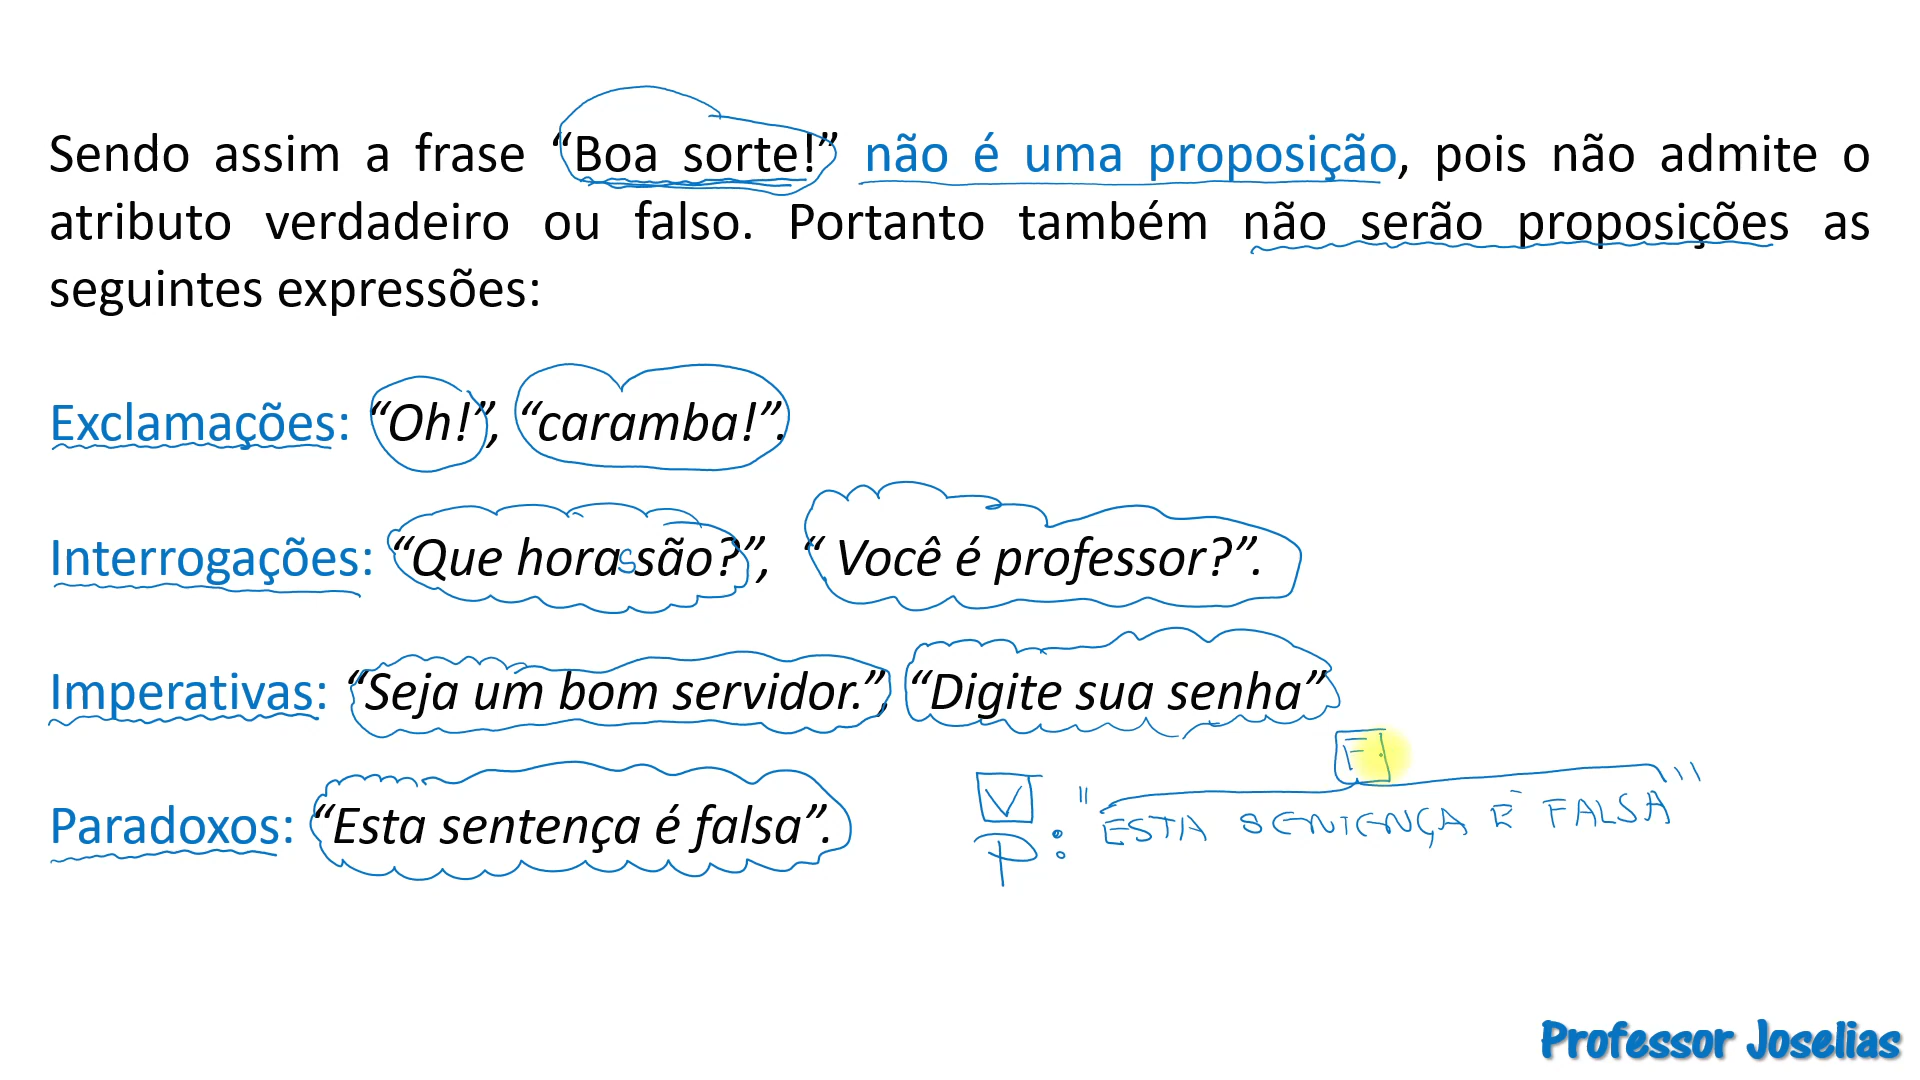 Sendo assim a frase “Boa sorte!” não é uma proposição, pois não admite o
atributo verdadeiro ou falso. Portanto também não serão proposições as
seguintes expressões:
Exclamações: “Oh!”, “caramba!”.
Interrogações: “Que horas são?”, “ Você é professor?”.
Imperativas: “Seja um bom servidor.”, “Digite sua senha”
F
V
Paradoxos: “Esta sentença é falsa”.
P: "ESTA SENTENÇA É FALSA"
Professor Joselias